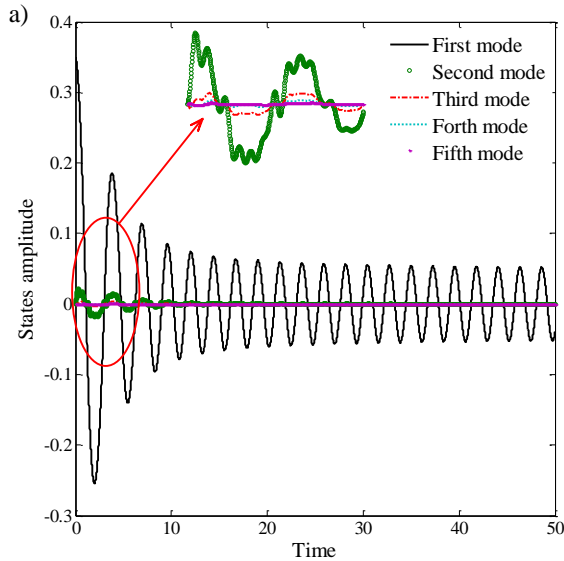 a)
0.4
0.3
0.2
0.1
0
-0.1
-0.2
-0.3
States amplitude
First mode
Second mode
Third mode
Forth mode
Fifth mode
0 10 20 30 40 50
Time